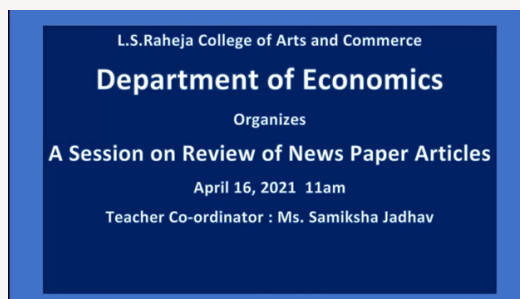 L.S.Raheja College of Arts and Commerce
Department of Economics
Organizes
A Session on Review of News Paper Articles
April 16, 2021 11am
Teacher Co-ordinator : Ms. Samiksha Jadhav